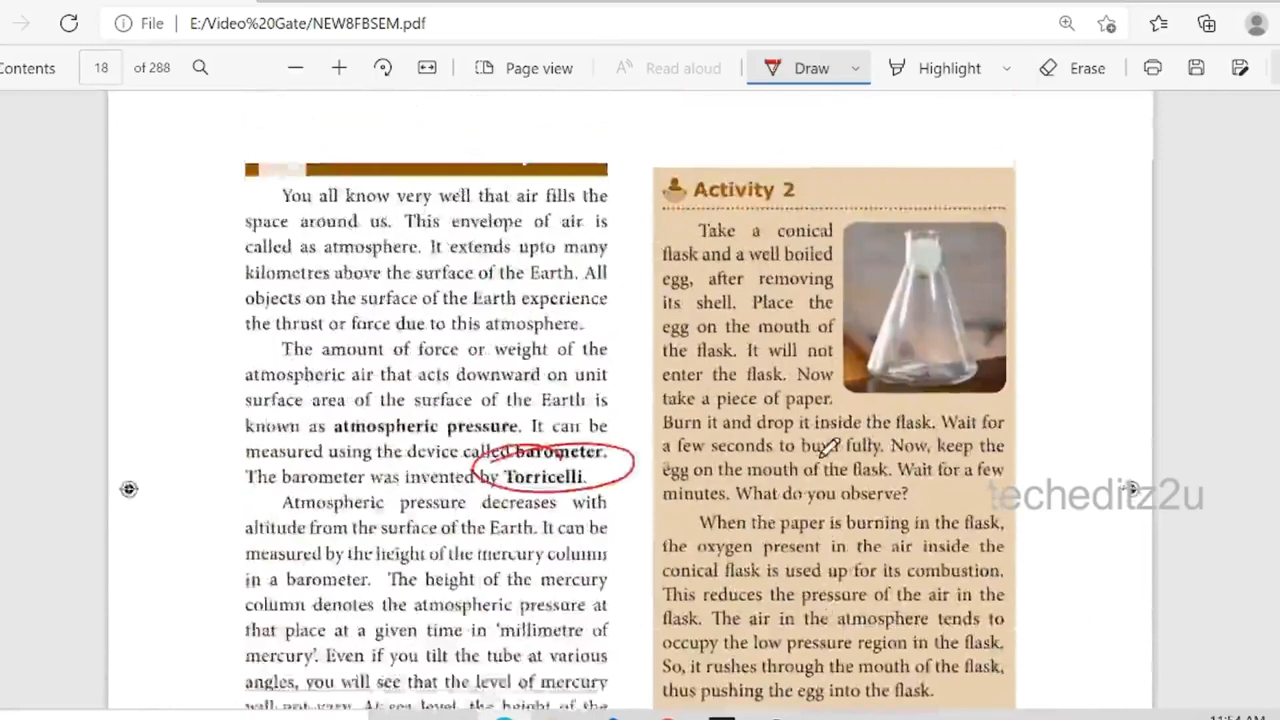 File E:/Video%20Gate/NEW8FBSEM.pdf
Contents 18 of 288 Page view Read aloud Draw Highlight Erase
You all know very well that air fills the
space around us. This envelope of air is
called as atmosphere. It extends upto many
kilometres above the surface of the Earth. All
objects on the surface of the Earth experience
the thrust or force due to this atmosphere.
The amount of force or weight of the
atmospheric air that acts downward on unit
surface area of the surface of the Earth is
known as atmospheric pressure. It can be
measured using the device called barometer.
The barometer was invented by Torricelli.
Atmospheric pressure decreases with
altitude from the surface of the Earth. It can be
measured by the height of the mercury column
in a barometer. The height of the mercury
column denotes the atmospheric pressure at
that place at a given time in ‘millimetre of
mercury’. Even if you tilt the tube at various
angles, you will see that the level of mercury
will not vary. At sea level, the height of the
Activity 2
Take a conical
flask and a well boiled
egg, after removing
its shell. Place the
egg on the mouth of
the flask. It will not
enter the flask. Now
take a piece of paper.
Burn it and drop it inside the flask. Wait for
a few seconds to fully. Now, keep the
egg on the mouth of the flask. Wait for a few
minutes. What do you observe?
When the paper is burning in the flask,
the oxygen present in the air inside the
conical flask is used up for its combustion.
This reduces the pressure of the air in the
flask. The air in the atmosphere tends to
occupy the low pressure region in the flask.
So, it rushes through the mouth of the flask,
thus pushing the egg into the flask.
techeditz2u
11:54 AM